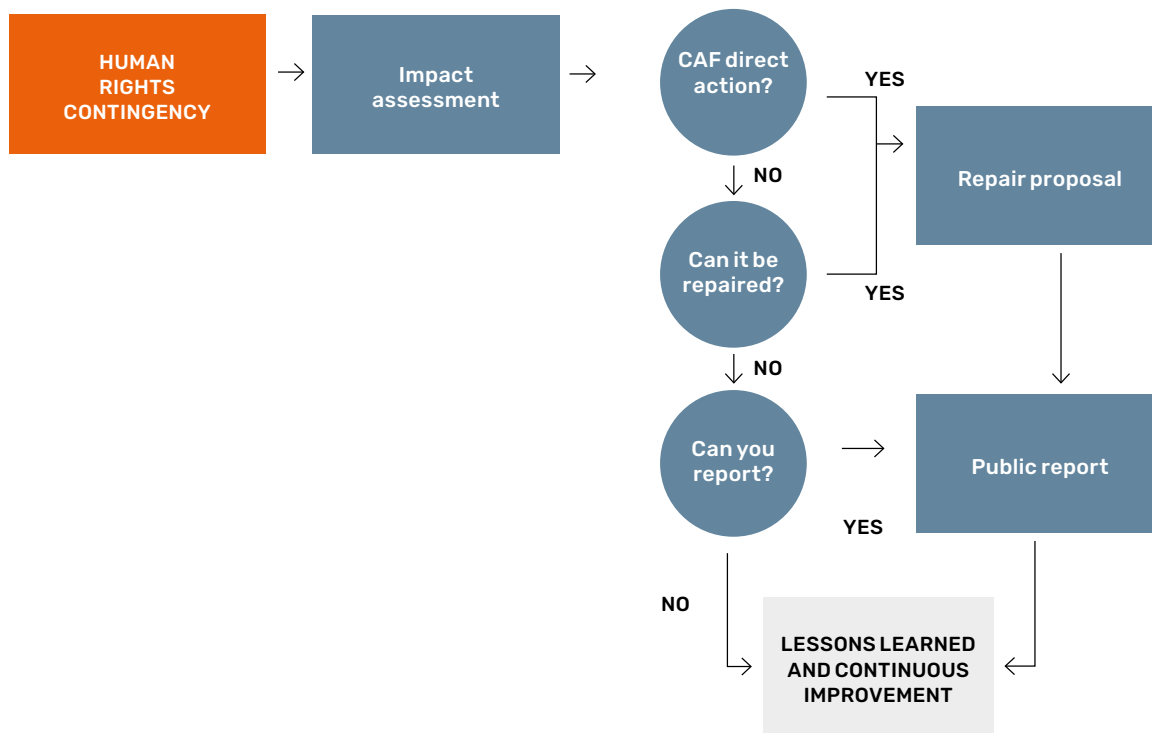 HUMAN
RIGHTS
CONTINGENCY
Impact
assessment
CAF direct
action?
YES
NO
Repair proposal
Can it be
repaired?
YES
NO
Can you
report?
YES
Public report
NO
LESSONS LEARNED
AND CONTINUOUS
IMPROVEMENT